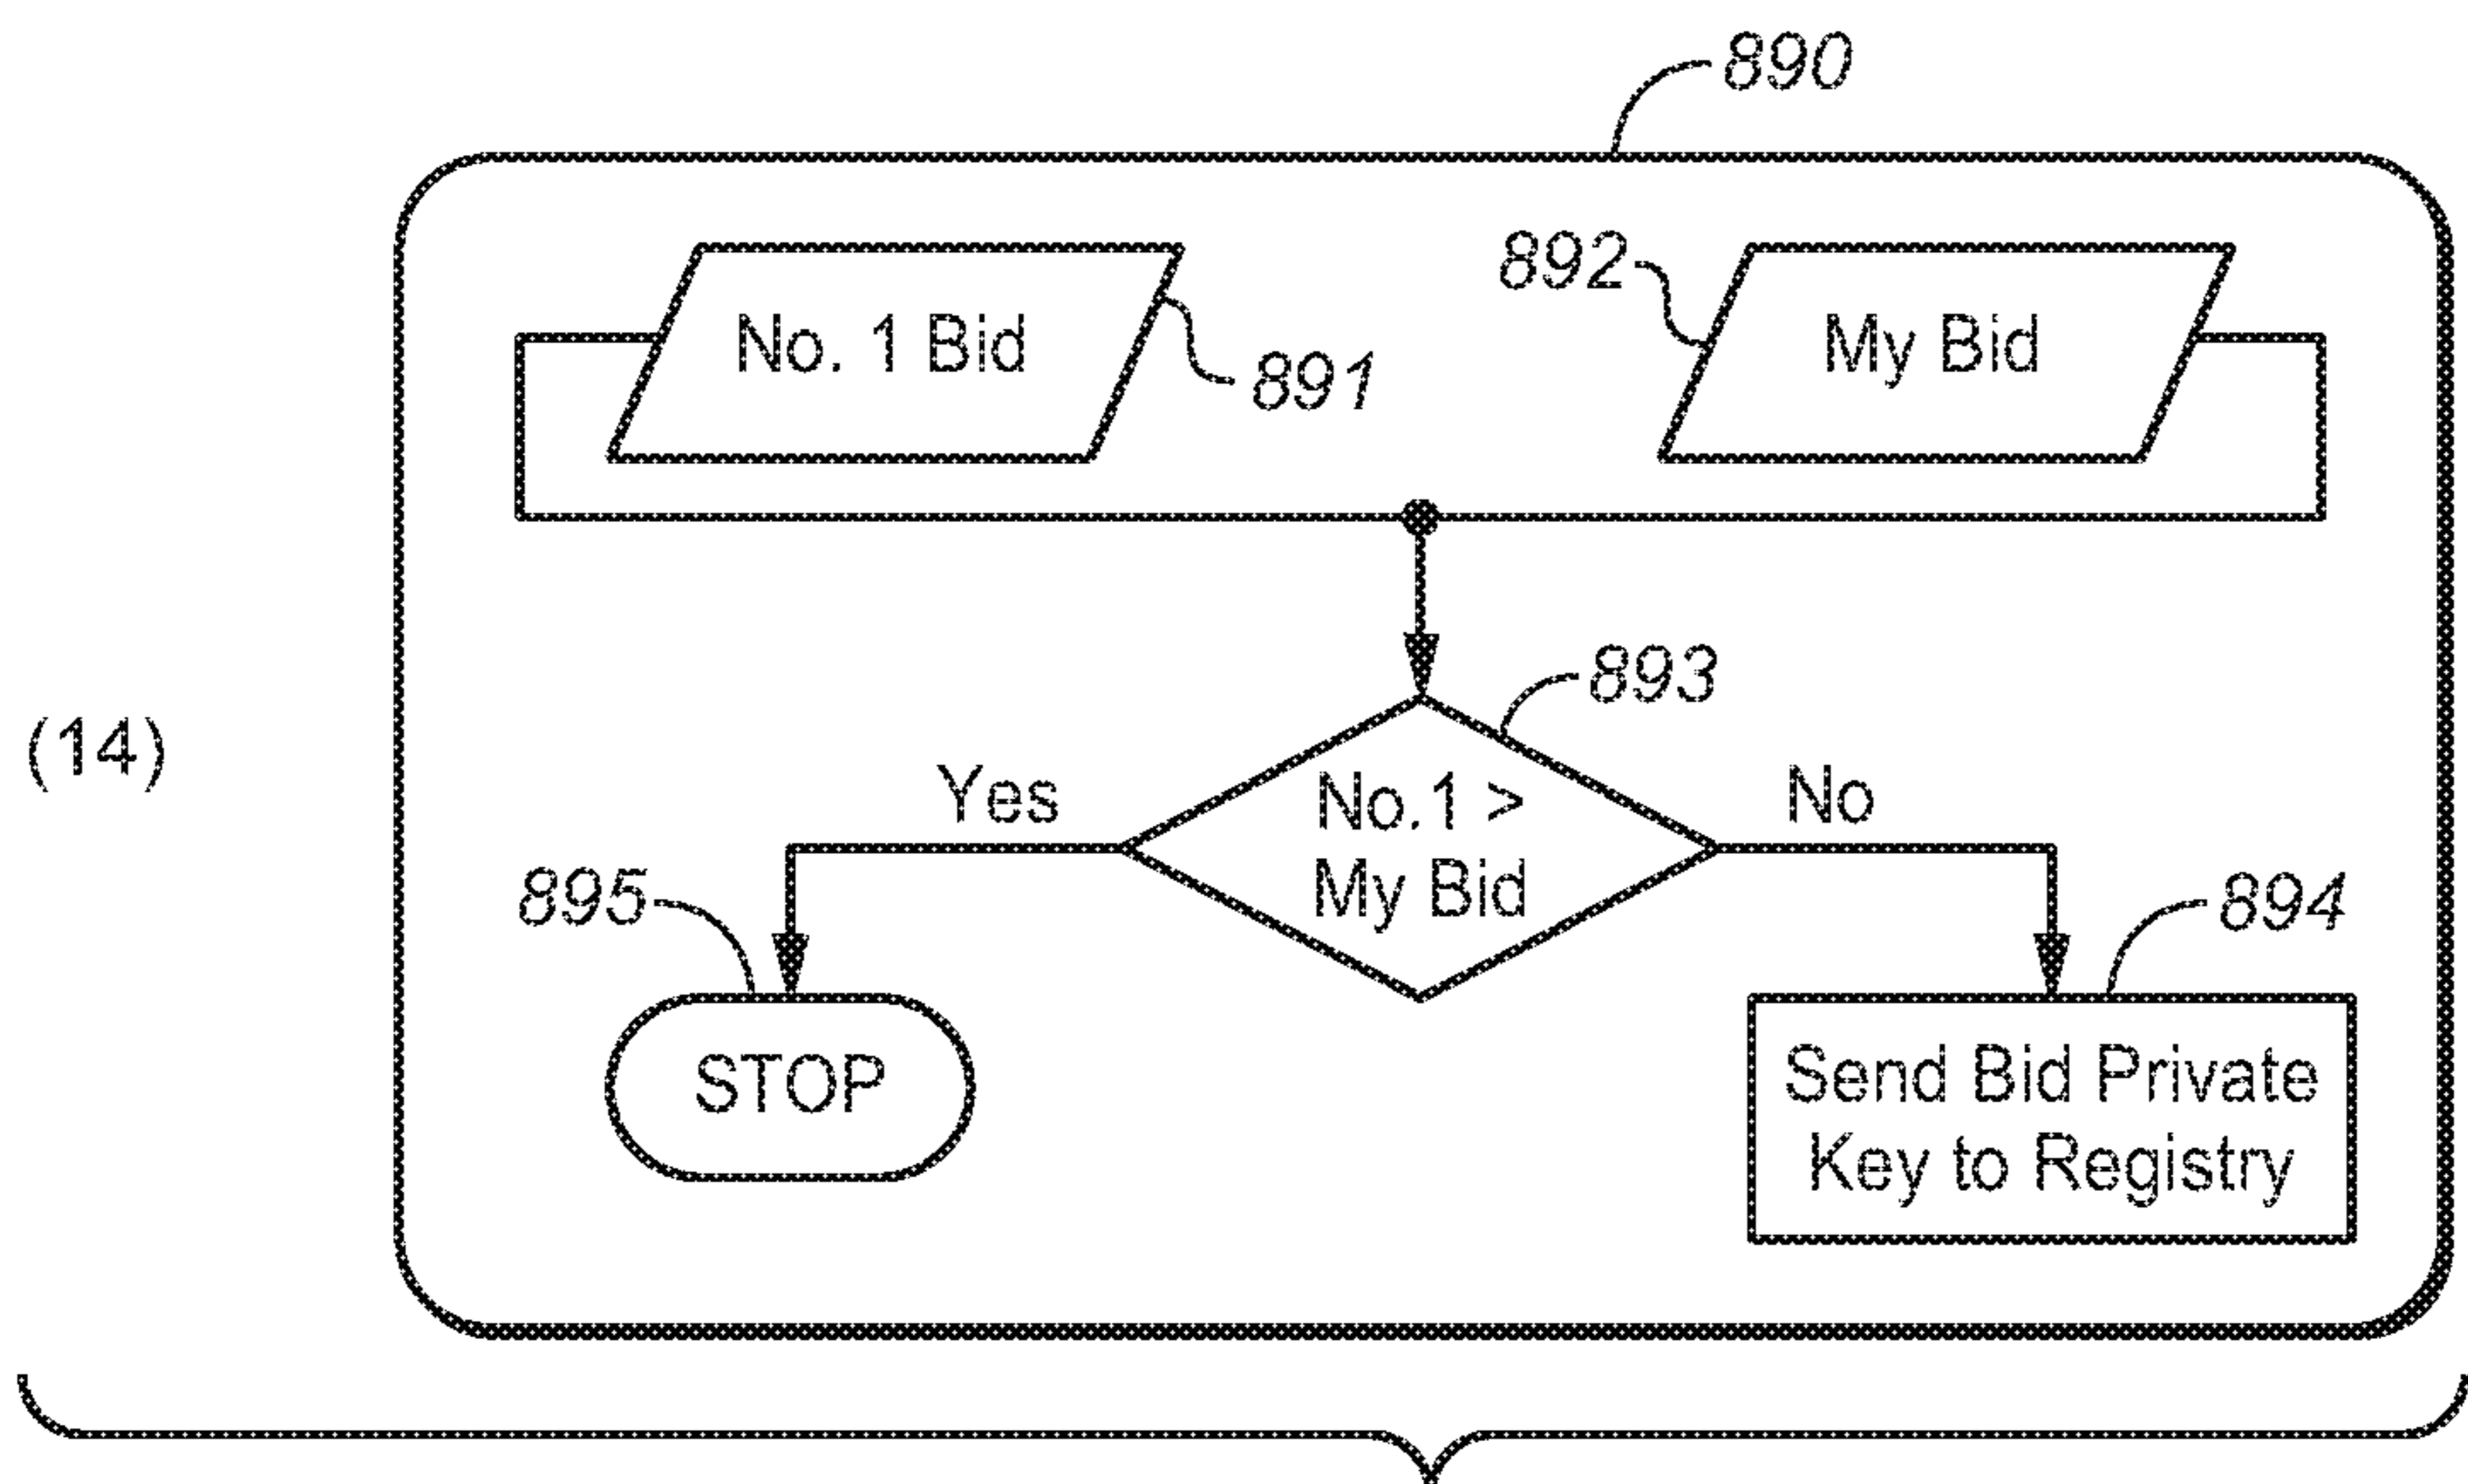 890
892
No. 1 Bid
My Bid
891
893
(14)
Yes
No.1 >
No
My Bid
895
894
STOP
Send Bid Private
Key to Registry